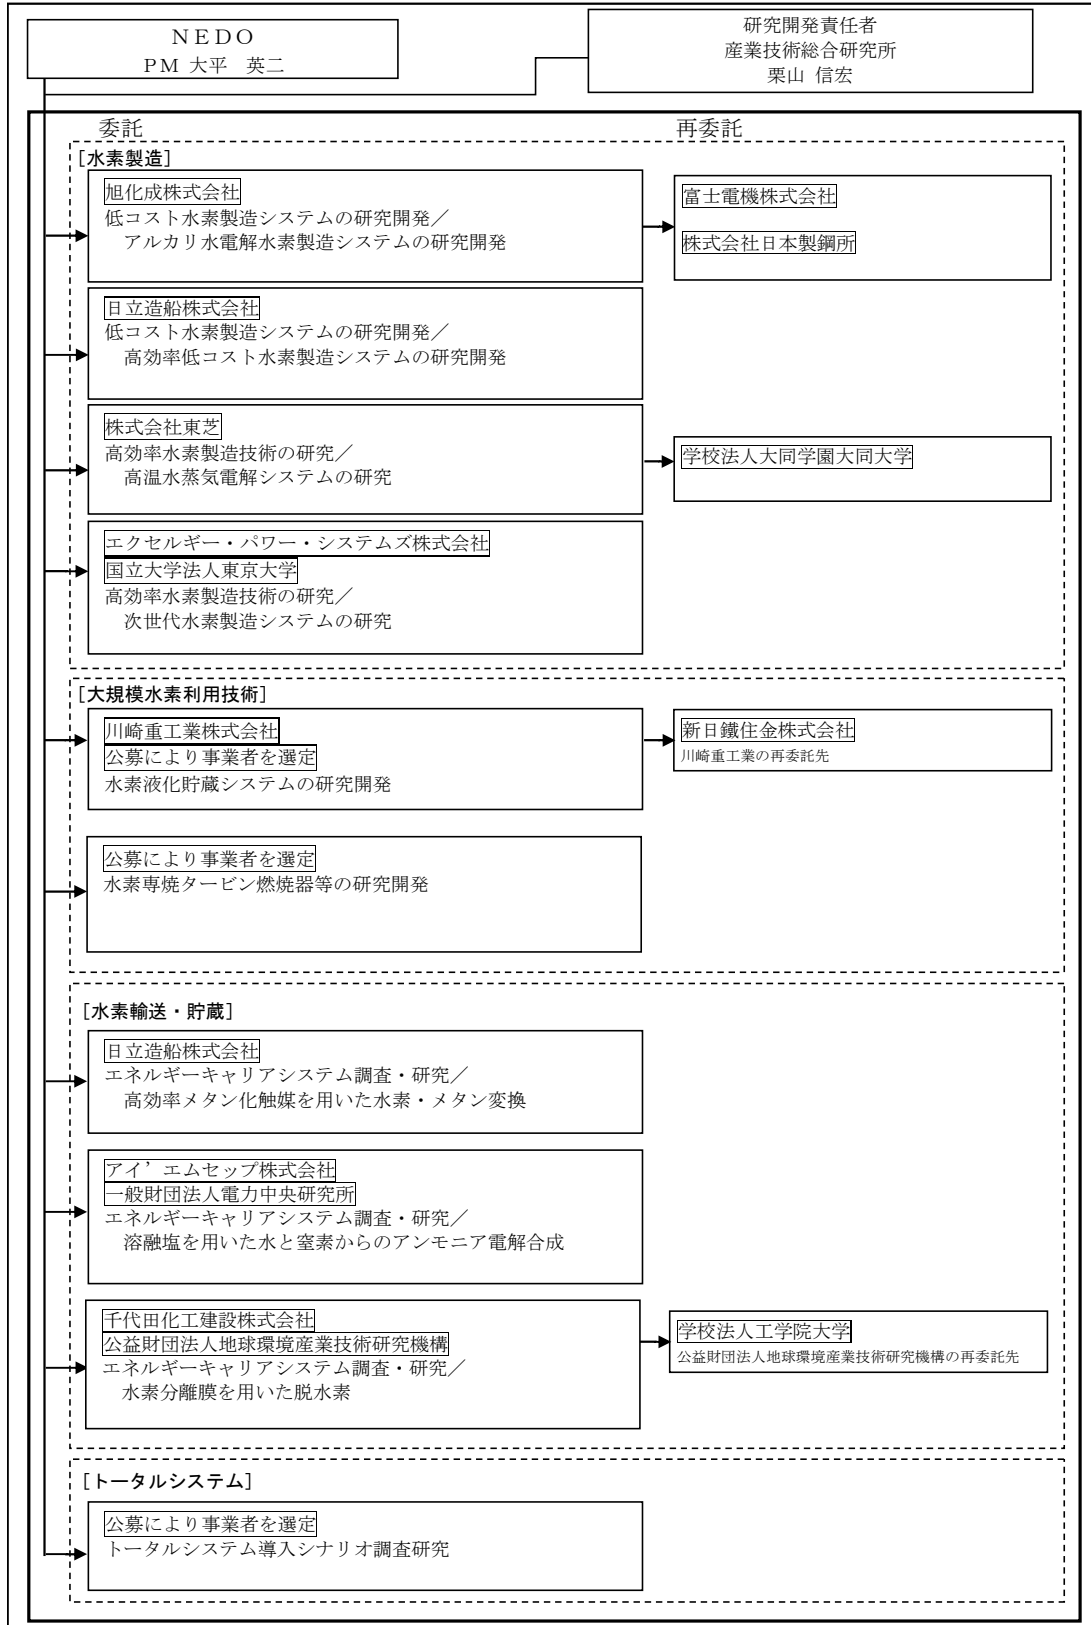 NEDO
PM 大平 英二
研究開発責任者
産業技術総合研究所
栗山 信宏
委託
再委託
[水素製造]
旭化成株式会社
低コスト水素製造システムの研究開発／
アルカリ水電解水素製造システムの研究開発
富士電機株式会社
株式会社日本製鋼所
日立造船株式会社
低コスト水素製造システムの研究開発／
高効率低コスト水素製造システムの研究開発
株式会社東芝
高効率水素製造技術の研究／
高温水蒸気電解システムの研究
学校法人大同学園大同大学
エクセルギー・パワー・システムズ株式会社
国立大学法人東京大学
高効率水素製造技術の研究／
次世代水素製造システムの研究
[大規模水素利用技術]
川崎重工業株式会社
公募により事業者を選定
水素液化貯蔵システムの研究開発
新日鐵住金株式会社
川崎重工業の再委託先
公募により事業者を選定
水素専焼タービン燃焼器等の研究開発
[水素輸送・貯蔵]
日立造船株式会社
エネルギーキャリアシステム調査・研究／
高効率メタン化触媒を用いた水素・メタン変換
アイ’エムセップ株式会社
一般財団法人電力中央研究所
エネルギーキャリアシステム調査・研究／
溶融塩を用いた水と窒素からのアンモニア電解合成
千代田化工建設株式会社
公益財団法人地球環境産業技術研究機構
エネルギーキャリアシステム調査・研究／
水素分離膜を用いた脱水素
学校法人工学院大学
公益財団法人地球環境産業技術研究機構の再委託先
[トータルシステム]
公募により事業者を選定
トータルシステム導入シナリオ調査研究